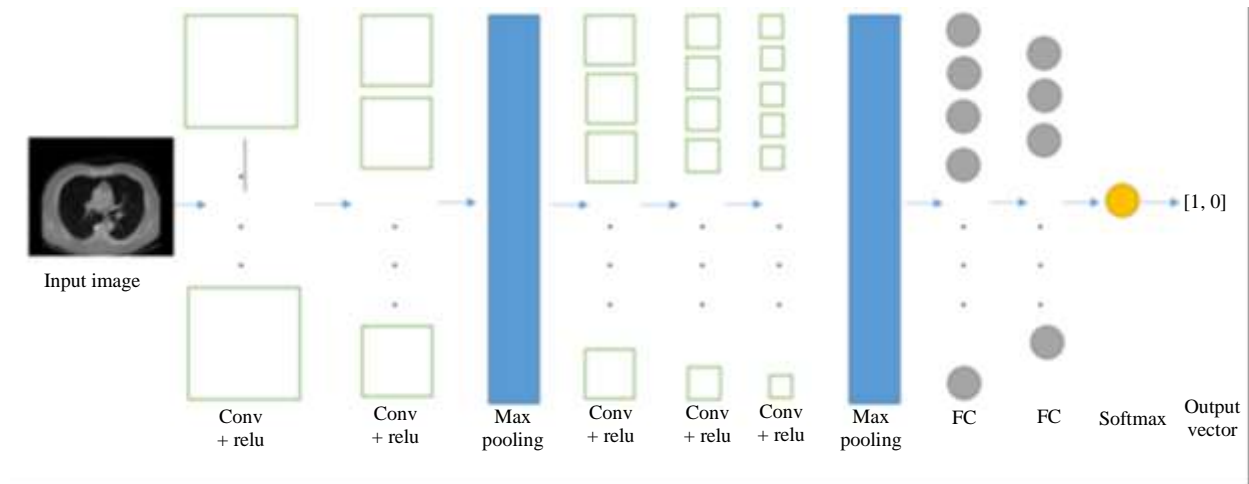 [1, 0]
Input image
Conv
+ relu
Conv
+ relu
Max
pooling
Conv
+ relu
Conv
+ relu
Conv
+ relu
Max
pooling
FC
FC
Softmax
Output
vector